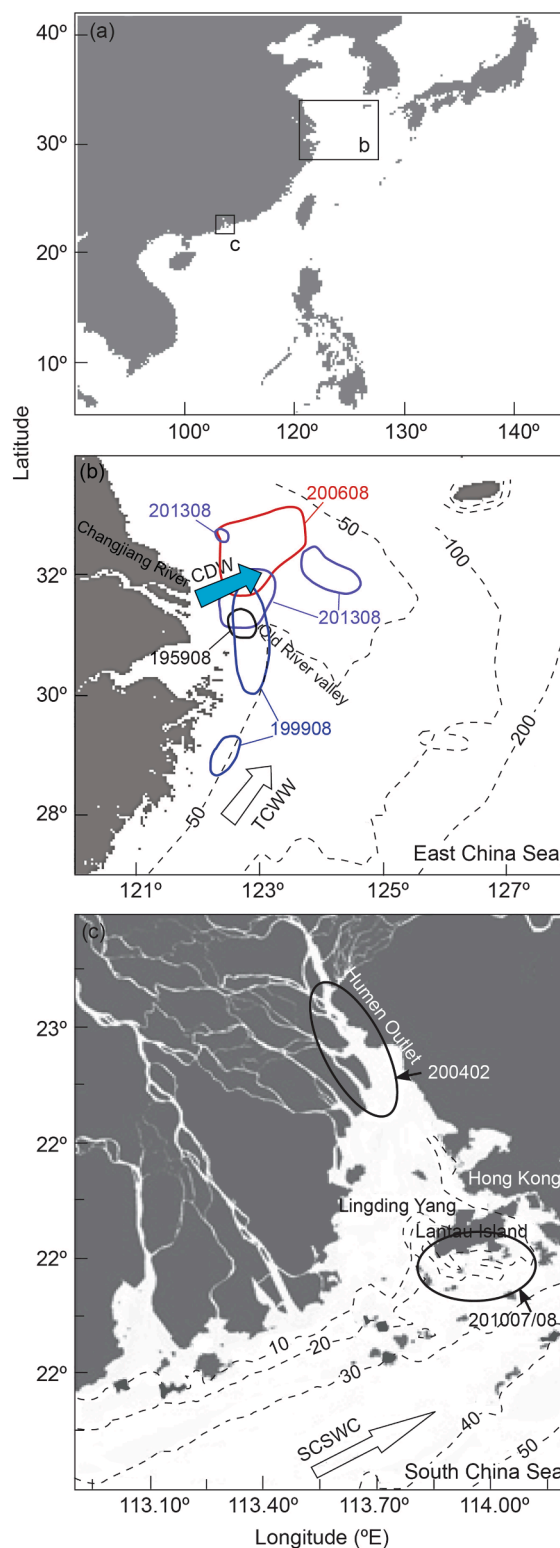 Latitude
(a)
40º
30º
20º
10º
b
c
100º
120º
130º
140º
(b)
201308
200608
50
100
Changjiang River
CDW
32º
201308
195908
Old River valley
30º
199908
200
50
TCWW
28º
East China Sea
121º
123º
125º
127º
(c)
23º
Humen Outlet
200402
22º
Hong Kong
Lingding Yang
Lantau Island
22º
201007/08
10
20
30
22º
SCSWC
40
50
South China Sea
113.10º
113.40º
113.70º
114.00º
Longitude (ºE)